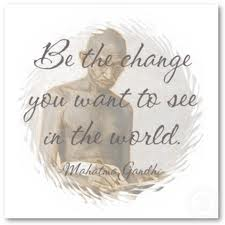 Be the change
you want to see
in the world.
-Mahatma Gandhi